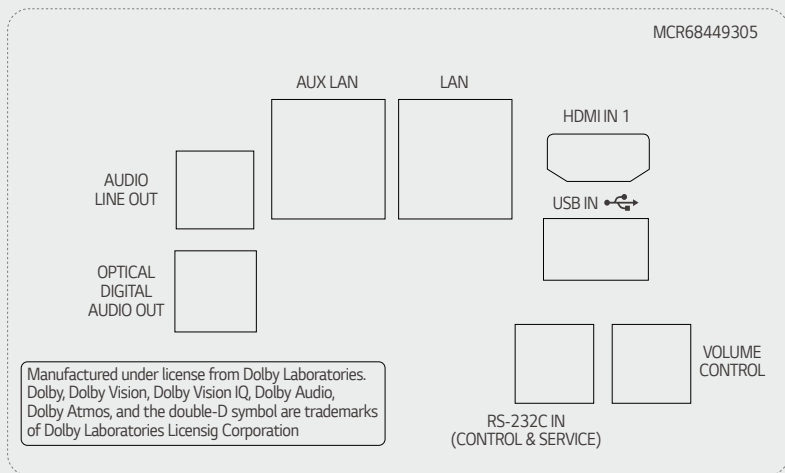 MCR68449305
AUX LAN
LAN
HDMI IN 1
AUDIO
LINE OUT
USB IN
OPTICAL
DIGITAL
AUDIO OUT
VOLUME
CONTROL
Manufactured under license from Dolby Laboratories.
Dolby, Dolby Vision, Dolby Vision IQ, Dolby Audio,
Dolby Atmos, and the double-D symbol are trademarks
of Dolby Laboratories Licensig Corporation
RS-232C IN
(CONTROL & SERVICE)